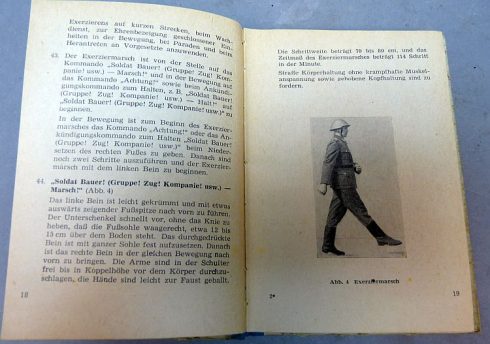 Exerzierens auf kurzen Strecken, beim Wach-
dienst, zur Ehrenbezeigung geschlossener Ein-
heiten in der Bewegung, bei Paraden und beim
Herantreten an Vorgesetzte anzuwenden.
43. Der Exerziermarsch ist von der Stelle auf das
Kommando „Soldat Bauer! (Gruppe! Zug! Kom-
panie! usw.) — Marsch!" und in der Bewegung auf
das Kommando „Achtung!" sowie beim Ankündi-
gungskommando zum Halten, z. B. „Soldat Bauer!
(Gruppe! Zug! Kompanie! usw.) — Halt!" auf
„Soldat Bauer! (Gruppe! Zug! Kompanie! usw.)" zu
beginnen.
In der Bewegung ist zum Beginn des Exerzier-
marsches das Kommando „Achtung!" oder das An-
kündigungskommando zum Halten „Soldat Bauer!
(Gruppe! Zug! Kompanie! usw.)" beim Nieder-
setzen des rechten Fußes zu geben. Danach sind
noch zwei Schritte auszuführen und der Exerzier-
marsch mit dem linken Bein zu beginnen.
44. „Soldat Bauer! (Gruppe! Zug! Kompanie! usw.) —
Marsch!" (Abb. 4)
Das linke Bein ist leicht gekrümmt und mit etwas
auswärts zeigender Fußspitze nach vorn zu führen.
Der Unterschenkel schnellt vor, ohne das Knie zu
heben, daß die Fußsohle waagerecht, etwa 12 bis
15 cm über dem Boden steht. Das durchgedrückte
Bein ist mit ganzer Sohle fest aufzusetzen. Danach
ist das rechte Bein in der gleichen Bewegung nach
vorn zu bringen. Die Arme sind in der Schulter
frei bis in Koppelhöhe vor dem Körper durchzu-
schlagen, die Hände sind leicht zur Faust geballt.
18
Die Schrittweite beträgt 70 bis 80 cm, und das
Zeitmaß des Exerziermarsches beträgt 114 Schritt
in der Minute.
Straffe Körperhaltung ohne krampfhafte Muskel-
anspannung sowie gehobene Kopfhaltung sind zu
fordern.
Abb. 4 Exerziermarsch
2*
19